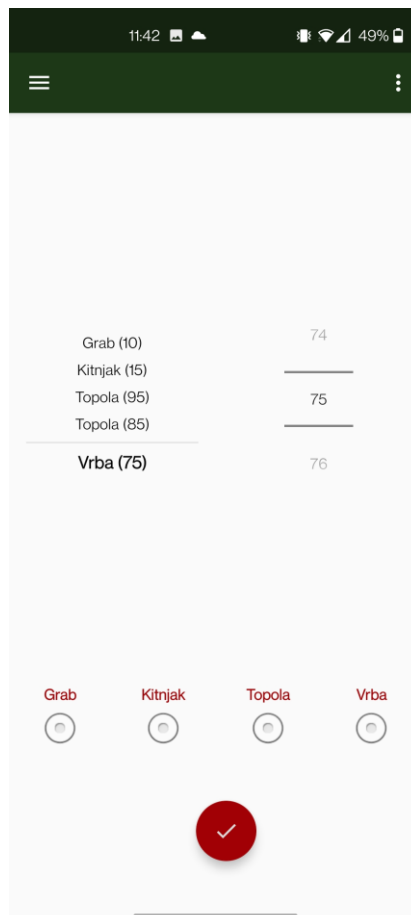 11:42
49%
Grab (10)
Kitnjak (15)
Topola (95)
Topola (85)
Vrba (75)
74
75
76
Grab Kitnjak Topola Vrba